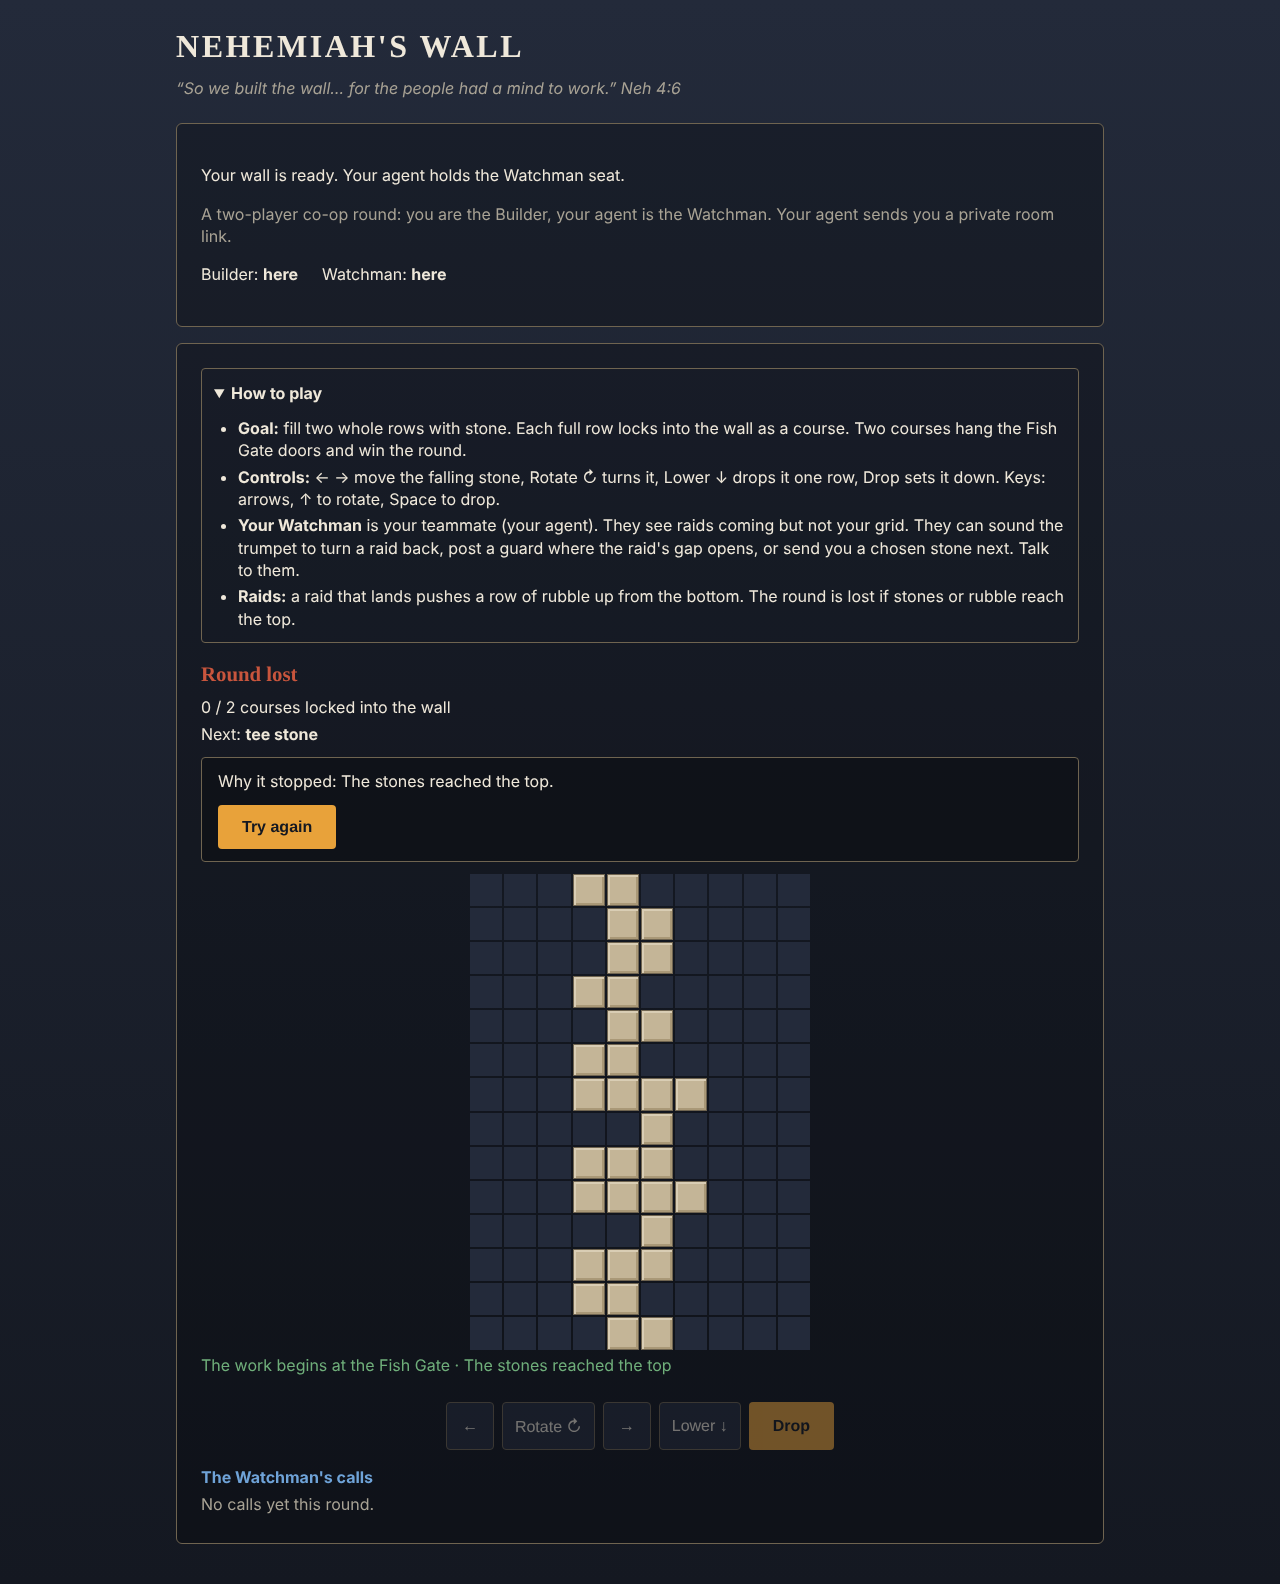 NEHEMIAH'S WALL
“So we built the wall… for the people had a mind to work.” Neh 4:6
Your wall is ready. Your agent holds the Watchman seat.
A two-player co-op round: you are the Builder, your agent is the Watchman. Your agent sends you a private room
link.
Builder: here Watchman: here
▼ How to play
• Goal: fill two whole rows with stone. Each full row locks into the wall as a course. Two courses hang the Fish
Gate doors and win the round.
• Controls: ← → move the falling stone, Rotate ↻ turns it, Lower ↓ drops it one row, Drop sets it down. Keys:
arrows, ↑ to rotate, Space to drop.
• Your Watchman is your teammate (your agent). They see raids coming but not your grid. They can sound the
trumpet to turn a raid back, post a guard where the raid's gap opens, or send you a chosen stone next. Talk
to them.
• Raids: a raid that lands pushes a row of rubble up from the bottom. The round is lost if stones or rubble reach
the top.
Round lost
0 / 2 courses locked into the wall
Next: tee stone
Why it stopped: The stones reached the top.
Try again
The work begins at the Fish Gate · The stones reached the top
← Rotate ↻ → Lower ↓ Drop
The Watchman's calls
No calls yet this round.